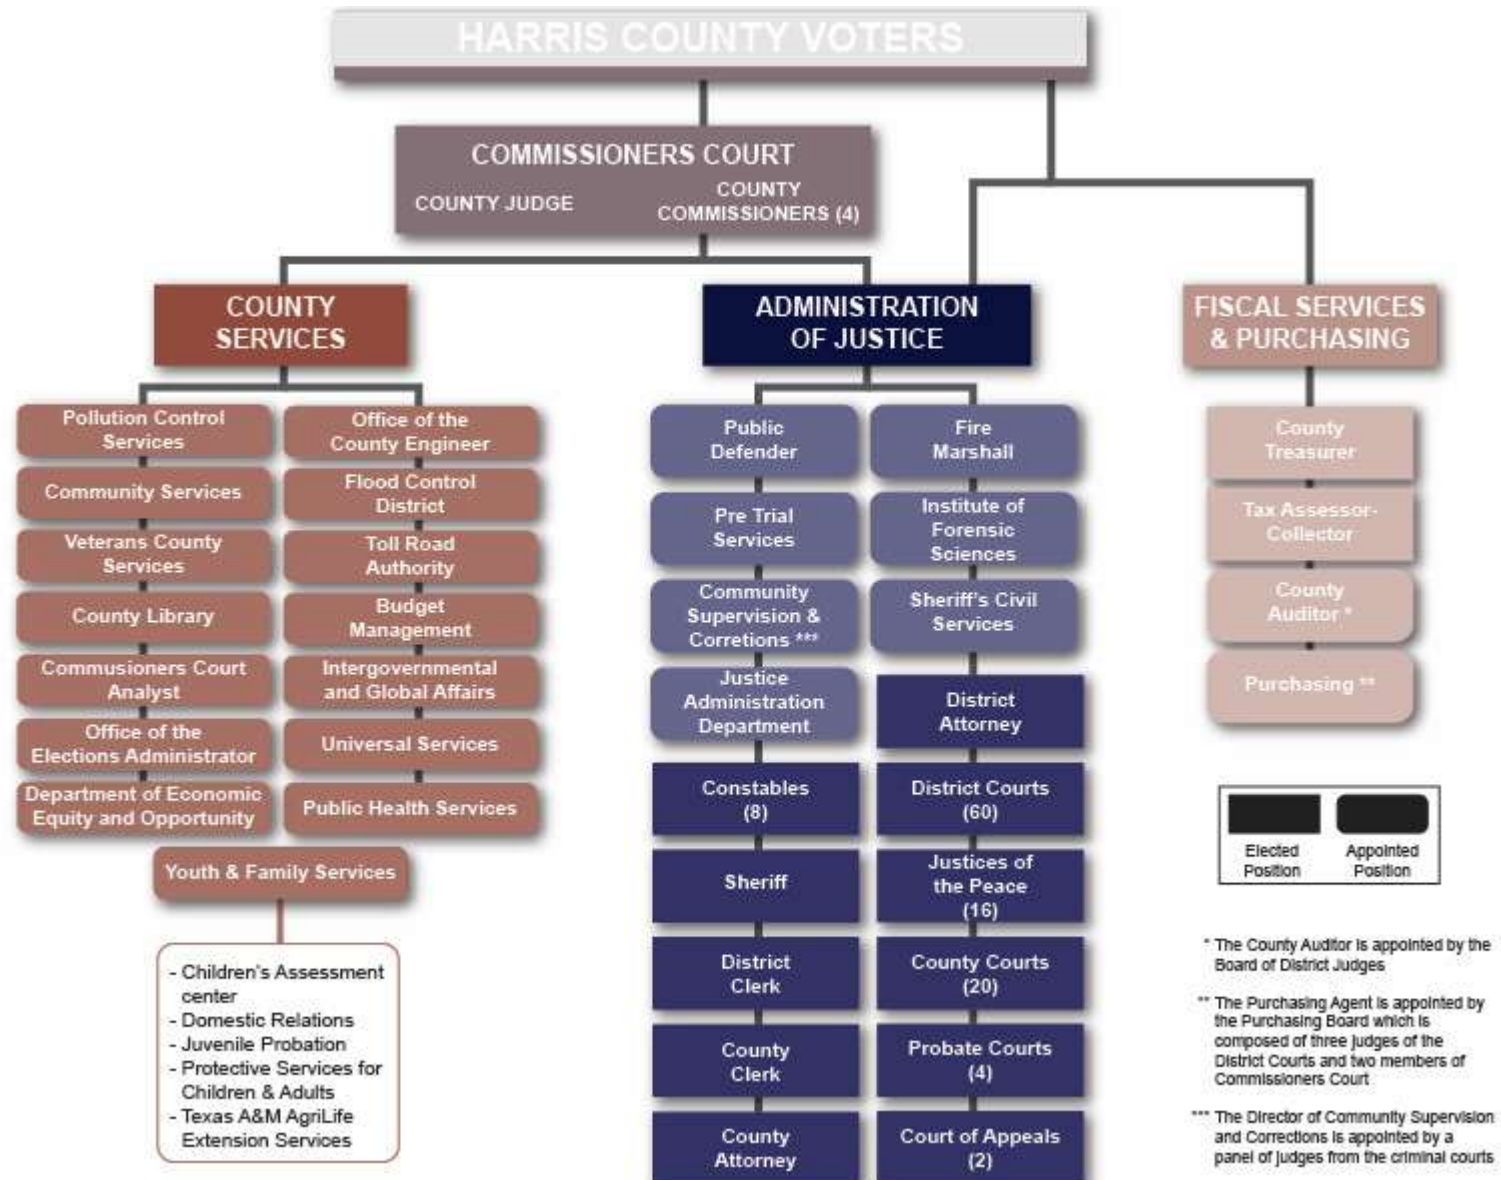 HARRIS COUNTY VOTERS
COMMISSIONERS COURT
COUNTY JUDGE
COUNTY
COMMISSIONERS (4)
COUNTY
SERVICES
ADMINISTRATION
OF JUSTICE
FISCAL SERVICES
& PURCHASING
Pollution Control
Services
Community Services
Veterans County
Services
County Library
Commusioners Court
Analyst
Office of the
Elections Administrator
Department of Economic
Equity and Opportunity
Office of the
County Engineer
Flood Control
District
Toll Road
Authority
Budget
Management
Intergovernmental
and Global Affairs
Universal Services
Public Health Services
Youth & Family Services
- Children's Assessment
center
- Domestic Relations
- Juvenile Probation
- Protective Services for
Children & Adults
- Texas A&M AgriLife
Extension Services
Public
Defender
Pre Trial
Services
Community
Supervision &
Corretions ***
Justice
Administration
Department
Constables
(8)
Sheriff
District
Clerk
County
Clerk
County
Attorney
Fire
Marshall
Institute of
Forensic
Sciences
Sheriff's Civil
Services
District
Attorney
District Courts
(60)
Justices of
the Peace
(16)
County Courts
(20)
Probate Courts
(4)
Court of Appeals
(2)
County
Treasurer
Tax Assessor-
Collector
County
Auditor *
Purchasing **
Elected
Position
Appointed
Position
* The County Auditor is appointed by the
Board of District Judges
** The Purchasing Agent is appointed by
the Purchasing Board which is
composed of three judges of the
District Courts and two members of
Commissioners Court
*** The Director of Community Supervision
and Corrections is appointed by a
panel of judges from the criminal courts